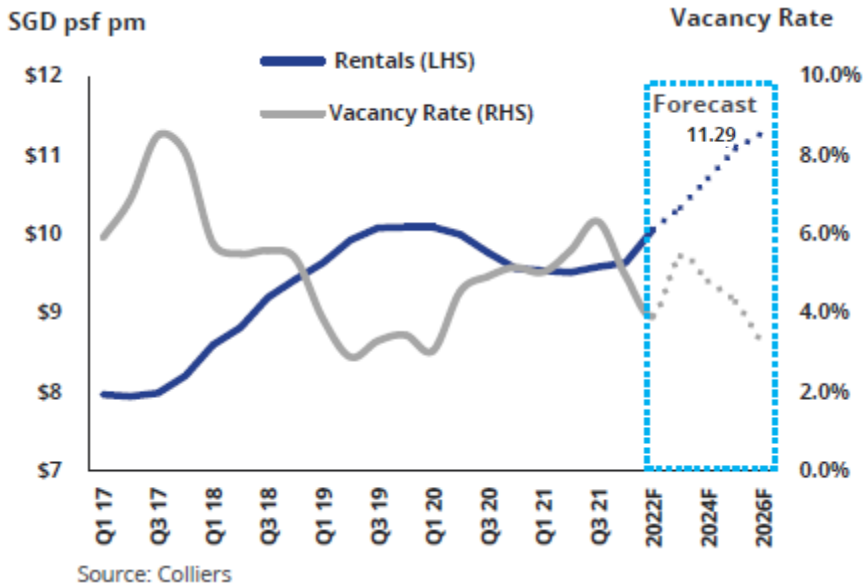 SGD psf pm
Vacancy Rate
Rentals (LHS)
Vacancy Rate (RHS)
Forecast
11.29
$12
$11
$10
$9
$8
$7
10.0%
8.0%
6.0%
4.0%
2.0%
0.0%
Q1 17
Q3 17
Q1 18
Q3 18
Q1 19
Q3 19
Q1 20
Q3 20
Q1 21
Q3 21
2022F
2024F
2026F
Source: Colliers